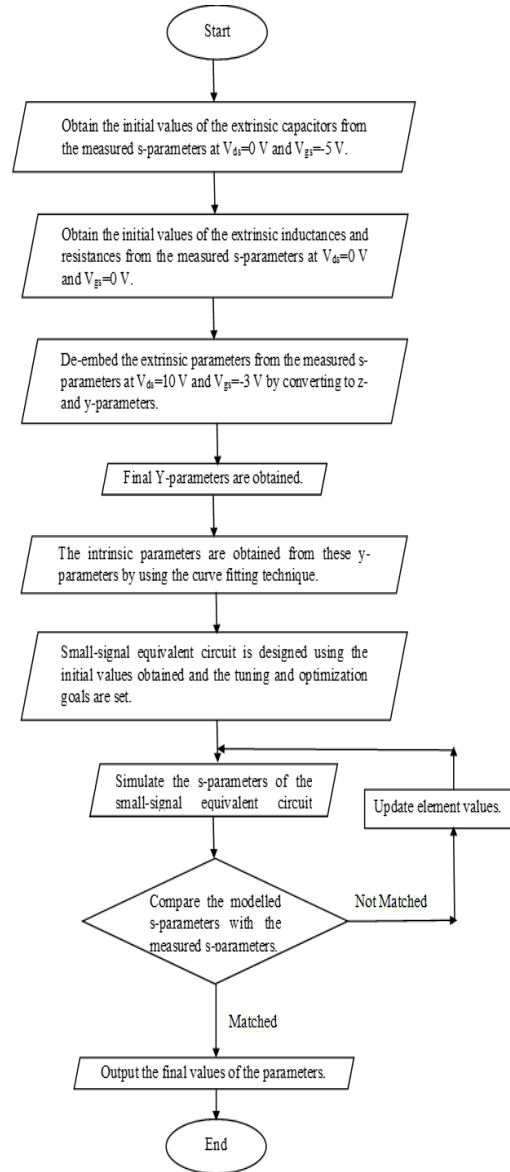 Start
Obtain the initial values of the extrinsic capacitors from
the measured s-parameters at Vds=0 V and Vgs=-5 V.
Obtain the initial values of the extrinsic inductances and
resistances from the measured s-parameters at Vds=0 V
and Vgs=0 V.
De-embed the extrinsic parameters from the measured s-
parameters at Vds=10 V and Vgs=-3 V by converting to z-
and y-parameters.
Final Y-parameters are obtained.
The intrinsic parameters are obtained from these y-
parameters by using the curve fitting technique.
Small-signal equivalent circuit is designed using the
initial values obtained and the tuning and optimization
goals are set.
Simulate the s-parameters of the
small-signal equivalent circuit
Update element values.
Compare the modelled
s-parameters with the
measured s-parameters.
Not Matched
Matched
Output the final values of the parameters.
End